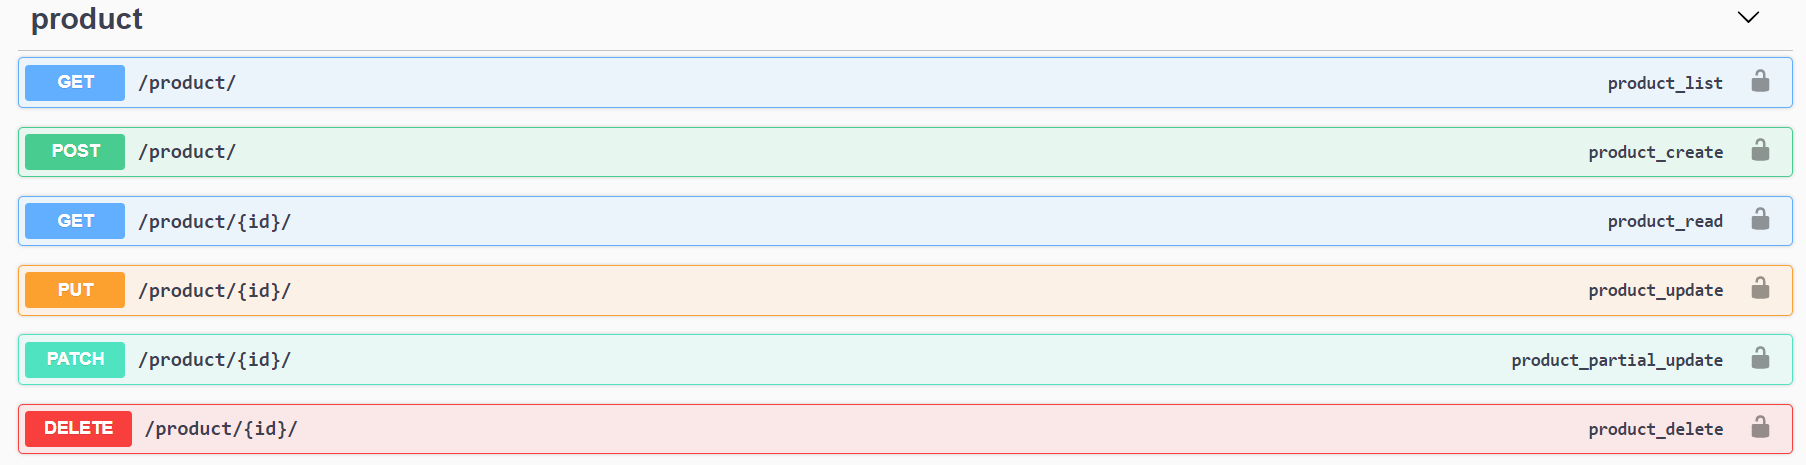 product
GET /product/ product_list
POST /product/ product_create
GET /product/{id}/ product_read
PUT /product/{id}/ product_update
PATCH /product/{id}/ product_partial_update
DELETE /product/{id}/ product_delete